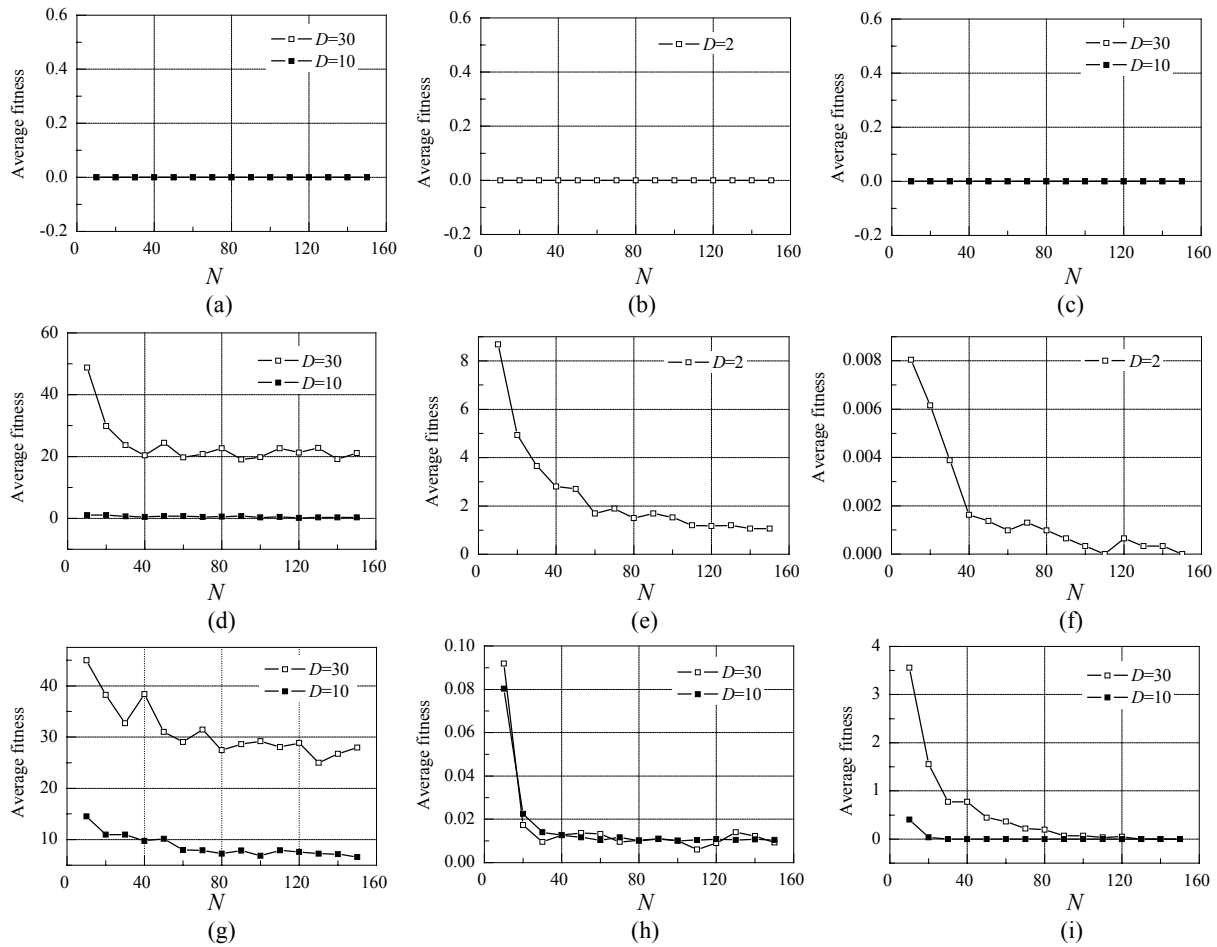 0.6
0.4
0.2
0.0
-0.2
Average fitness
D=30
D=10
0 40 80 120 160
N
(a)
0.6
0.4
0.2
0.0
-0.2
Average fitness
D=2
0 40 80 120 160
N
(b)
0.6
0.4
0.2
0.0
-0.2
Average fitness
D=30
D=10
0 40 80 120 160
N
(c)
60
40
20
0
Average fitness
D=30
D=10
0 40 80 120 160
N
(d)
8
6
4
2
0
Average fitness
D=2
0 40 80 120 160
N
(e)
0.008
0.006
0.004
0.002
0.000
Average fitness
D=2
0 40 80 120 160
N
(f)
40
30
20
10
Average fitness
D=30
D=10
0 40 80 120 160
N
(g)
0.10
0.08
0.06
0.04
0.02
0.00
Average fitness
D=30
D=10
0 40 80 120 160
N
(h)
4
3
2
1
0
Average fitness
D=30
D=10
0 40 80 120 160
N
(i)